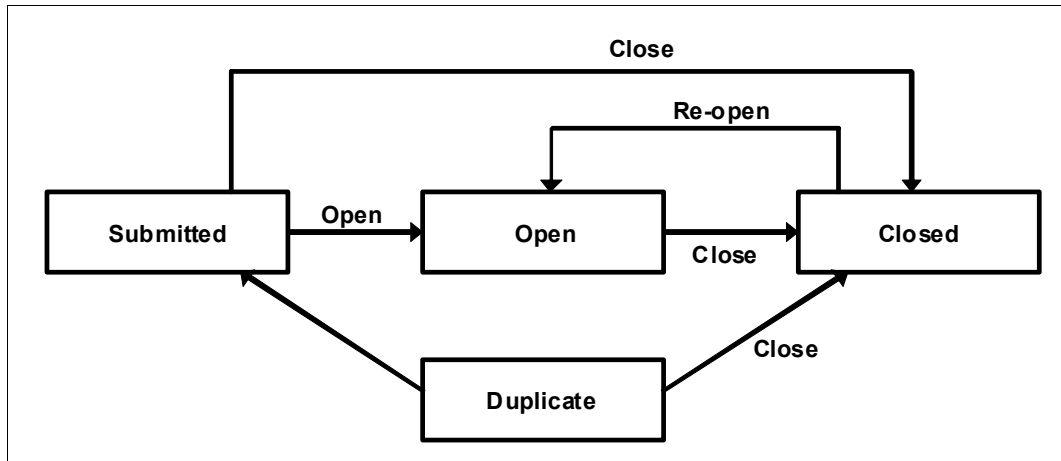 Close
Re-open
Submitted
Open
Open
Close
Closed
Close
Duplicate